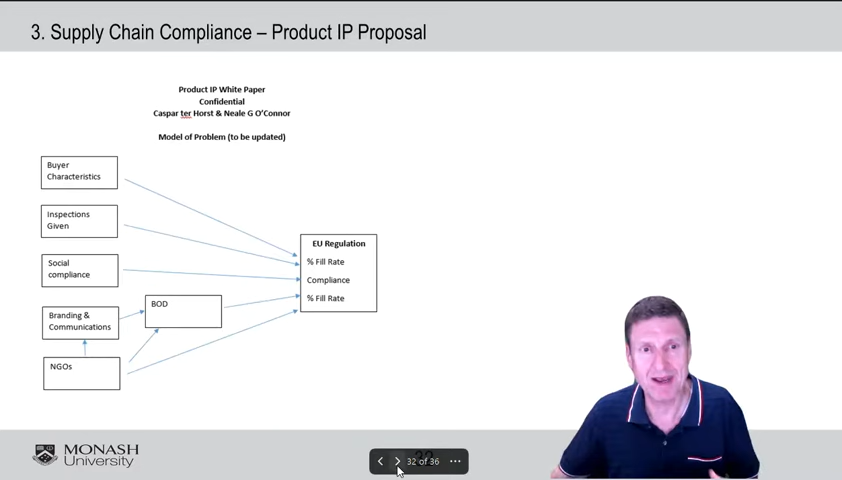 3. Supply Chain Compliance – Product IP Proposal
Product IP White Paper
Confidential
Caspar ter Horst & Neale G O'Connor
Model of Problem (to be updated)
Buyer
Characteristics
Inspections
Given
Social
compliance
Branding &
Communications
NGOs
BOD
EU Regulation
% Fill Rate
Compliance
% Fill Rate
MONASH
University
32 of 36